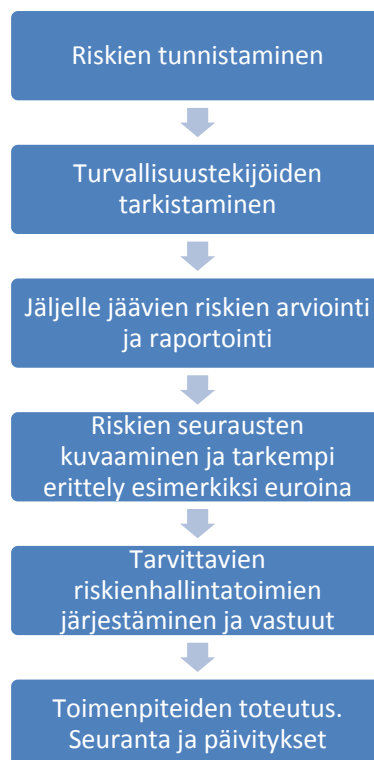 Riskien tunnistaminen
Turvallisuustekijöiden
tarkistaminen
Jäljelle jäävien riskien arviointi
ja raportointi
Riskien seurausten
kuvaaminen ja tarkempi
erittely esimerkiksi euroina
Tarvittavien
riskienhallintatoimien
järjestäminen ja vastuut
Toimenpiteiden toteutus.
Seuranta ja päivitykset